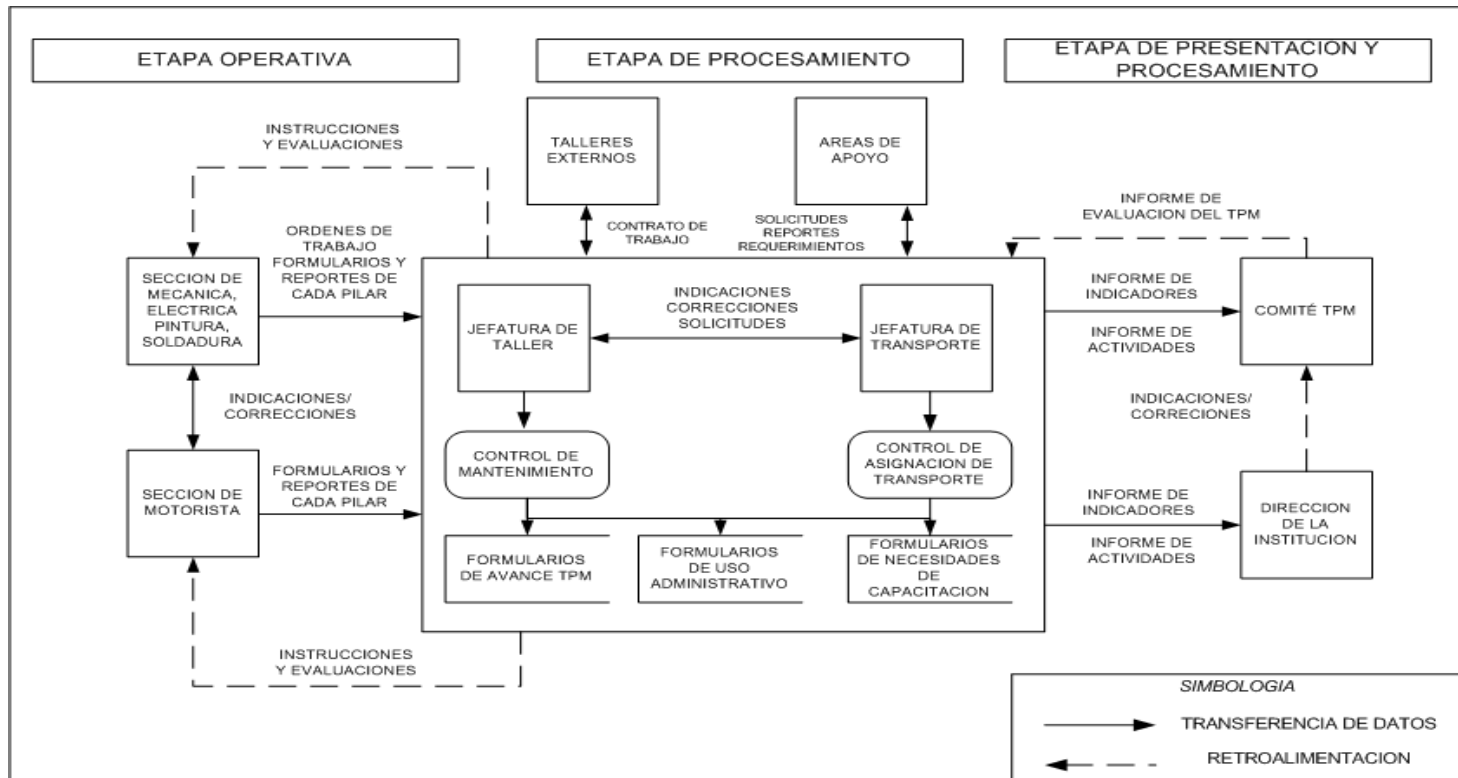 ETAPA OPERATIVA
ETAPA DE PROCESAMIENTO
ETAPA DE PRESENTACION Y
PROCESAMIENTO
INSTRUCCIONES
Y EVALUACIONES
TALLERES
EXTERNOS
AREAS DE
APOYO
CONTRATO DE
TRABAJO
SOLICITUDES
REPORTES
REQUERIMIENTOS
INFORME DE
EVALUACION DEL TPM
ORDENES DE
TRABAJO
FORMULARIOS Y
REPORTES DE
CADA PILAR
SECCION DE
MECANICA,
ELECTRICA
PINTURA,
SOLDADURA
JEFATURA DE
TALLER
INDICACIONES
CORRECCIONES
SOLICITUDES
JEFATURA DE
TRANSPORTE
INFORME DE
INDICADORES
INFORME DE
ACTIVIDADES
COMITÉ TPM
INDICACIONES/
CORRECCIONES
INDICACIONES/
CORRECIONES
CONTROL DE
MANTENIMIENTO
CONTROL DE
ASIGNACION DE
TRANSPORTE
SECCION DE
MOTORISTA
FORMULARIOS Y
REPORTES DE
CADA PILAR
INFORME DE
INDICADORES
INFORME DE
ACTIVIDADES
DIRECCION
DE LA
INSTITUCION
FORMULARIOS
DE AVANCE TPM
FORMULARIOS
DE USO
ADMINISTRATIVO
FORMULARIOS
DE NECESIDADES
DE
CAPACITACION
INSTRUCCIONES
Y EVALUACIONES
SIMBOLOGIA
TRANSFERENCIA DE DATOS
RETROALIMENTACION